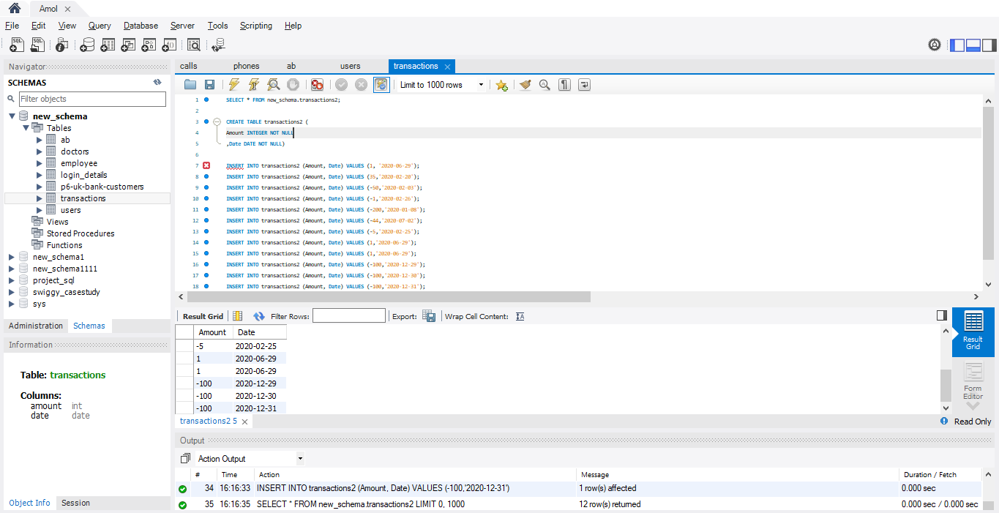 Amol
File Edit View Query Database Server Tools Scripting Help
Navigator
SCHEMAS
Filter objects
new_schema
Tables
ab
doctors
employee
login_details
p6-uk-bank-customers
transactions
users
Views
Stored Procedures
Functions
new_schema1
new_schema1111
project_sql
swiggy_casestudy
sys
Administration Schemas
Information
Table: transactions
Columns:
amount int
date date
Object Info Session
calls phones ab users transactions
Limit to 1000 rows
1 SELECT * FROM new_schema.transactions2;
2
3 CREATE TABLE transactions2 (
4 Amount INTEGER NOT NULL
5 ,Date DATE NOT NULL)
6
7 INSERT INTO transactions2 (Amount, Date) VALUES (1, '2020-06-29');
8 INSERT INTO transactions2 (Amount, Date) VALUES (35,'2020-02-20');
9 INSERT INTO transactions2 (Amount, Date) VALUES (-50,'2020-02-03');
10 INSERT INTO transactions2 (Amount, Date) VALUES (-1,'2020-02-26');
11 INSERT INTO transactions2 (Amount, Date) VALUES (-200,'2020-01-08');
12 INSERT INTO transactions2 (Amount, Date) VALUES (-44,'2020-07-02');
13 INSERT INTO transactions2 (Amount, Date) VALUES (-5,'2020-02-25');
14 INSERT INTO transactions2 (Amount, Date) VALUES (1,'2020-06-29');
15 INSERT INTO transactions2 (Amount, Date) VALUES (1,'2020-06-29');
16 INSERT INTO transactions2 (Amount, Date) VALUES (-100,'2020-12-29');
17 INSERT INTO transactions2 (Amount, Date) VALUES (-100,'2020-12-30');
18 INSERT INTO transactions2 (Amount, Date) VALUES (-100,'2020-12-31');
Result Grid Filter Rows: Export: Wrap Cell Content:
Amount Date
-5 2020-02-25
1 2020-06-29
1 2020-06-29
-100 2020-12-29
-100 2020-12-30
-100 2020-12-31
Result
Grid
Form
Editor
transactions2 5
Read Only
Output
Action Output
# Time Action Message Duration / Fetch
34 16:16:33 INSERT INTO transactions2 (Amount, Date) VALUES (-100,'2020-12-31') 1 row(s) affected 0.000 sec
35 16:16:35 SELECT * FROM new_schema.transactions2 LIMIT 0, 1000 12 row(s) returned 0.000 sec / 0.000 sec